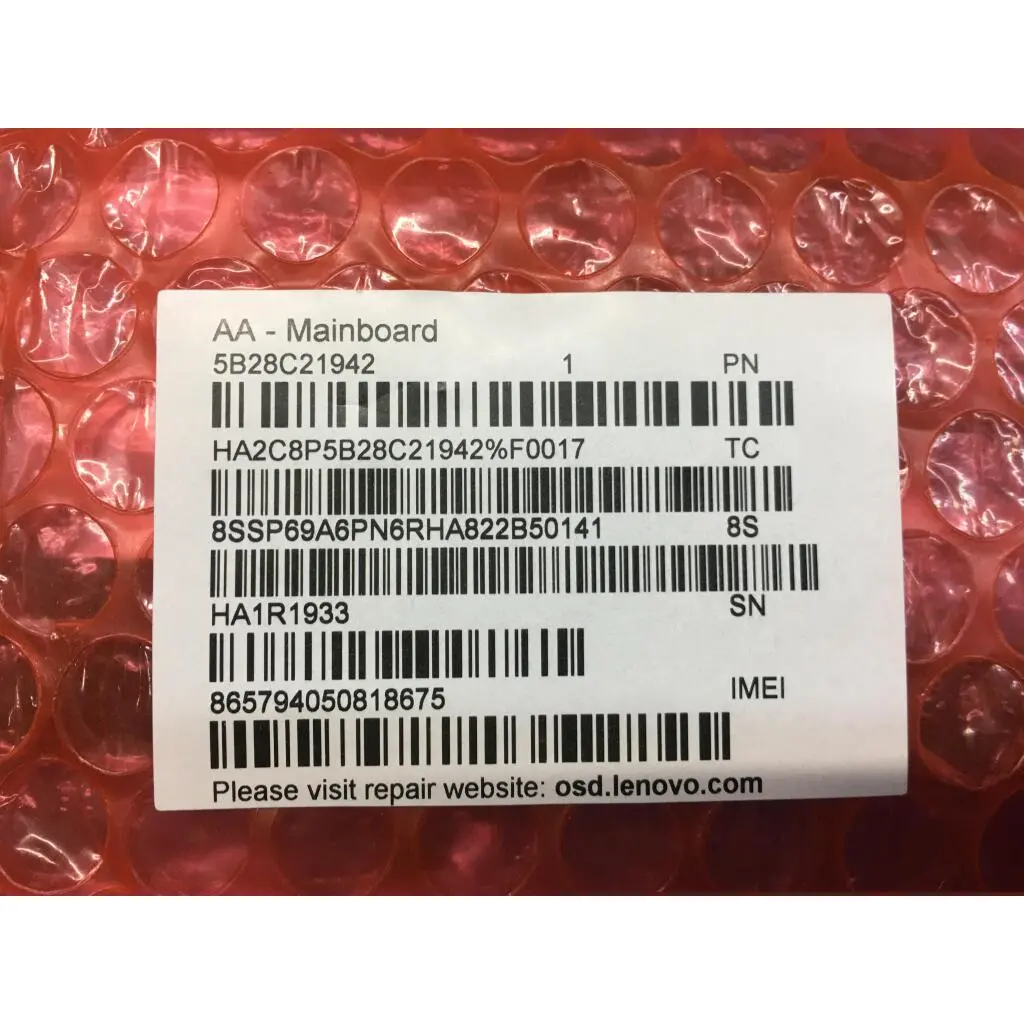 AA - Mainboard
5B28C21942 1 PN
HA2C8P5B28C21942%F0017 TC
8SSP69A6PN6RHA822B50141 8S
HA1R1933 SN
865794050818675 IMEI
Please visit repair website: osd.lenovo.com